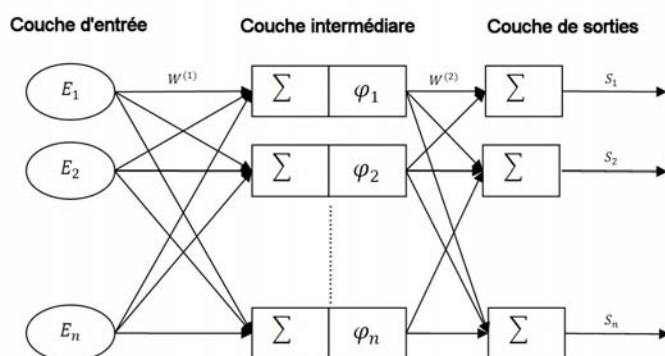 Couche d'entrée Couche intermédiare Couche de sorties
E₁ W⁽¹⁾ ∑ φ₁ W⁽²⁾ ∑ S₁
E₂ ∑ φ₂ ∑ S₂
Eₙ ∑ φₙ ∑ Sₙ